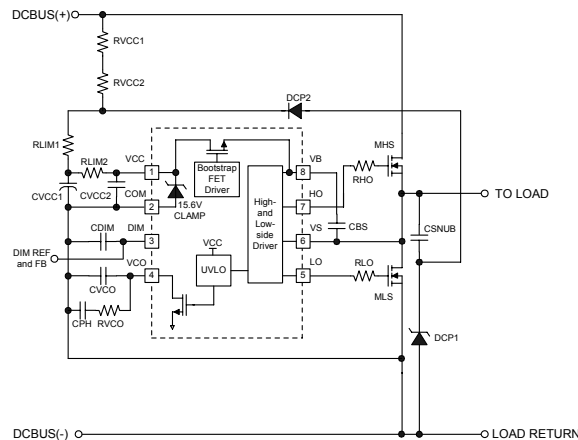 DCBUS(+)
RVCC1
RVCC2
DCP2
RLIM1
RLIM2
VCC
1
Bootstrap
FET
Driver
VB
8
MHS
HO
7
RHO
TO LOAD
CVCC1
CVCC2
COM
2
15.6V
CLAMP
High-
and
Low-
side
Driver
CBS
CSNUB
CDIM
DIM
3
VS
6
DIM REF
and FB
VCO
4
VCC
UVLO
LO
5
RLO
MLS
CVCO
CPH
RVCO
DCP1
DCBUS(-)
LOAD RETURN